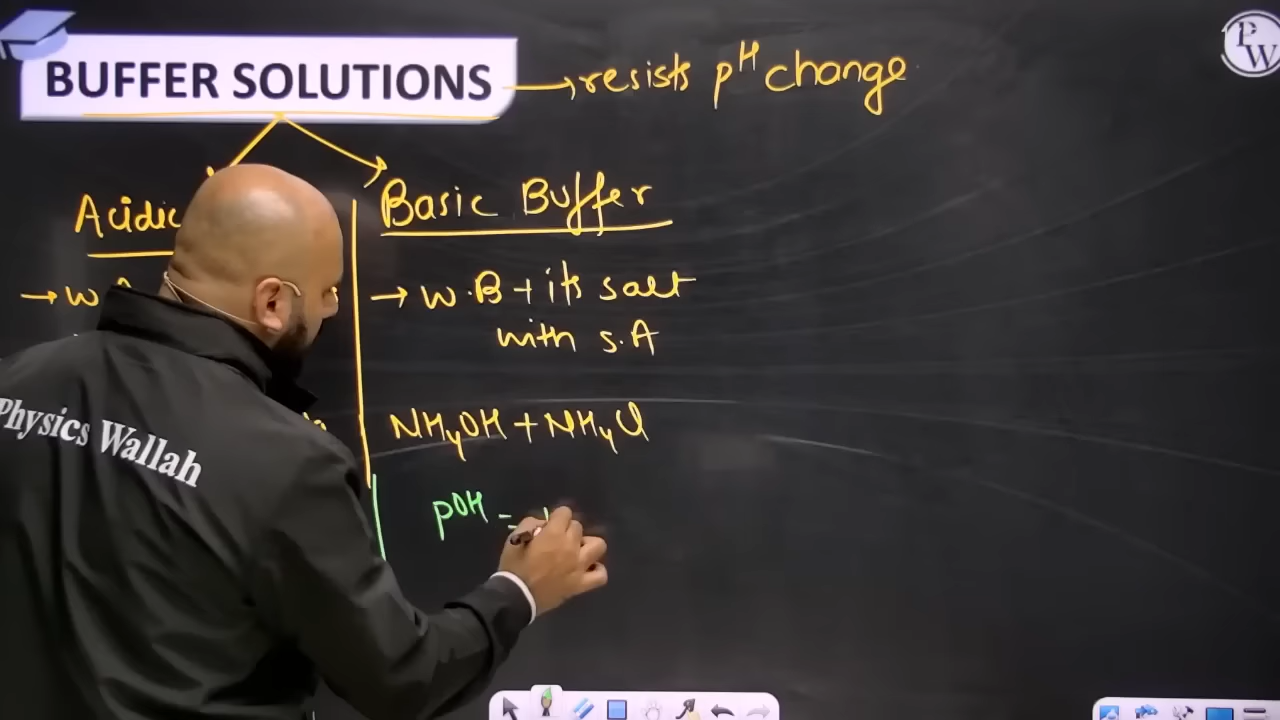 BUFFER SOLUTIONS → resists pH change
PW
Acidic
Basic Buffer
→ W
→ W.B + its salt
with S.A
NH4OH + NH4Cl
pOH =
Physics Wallah